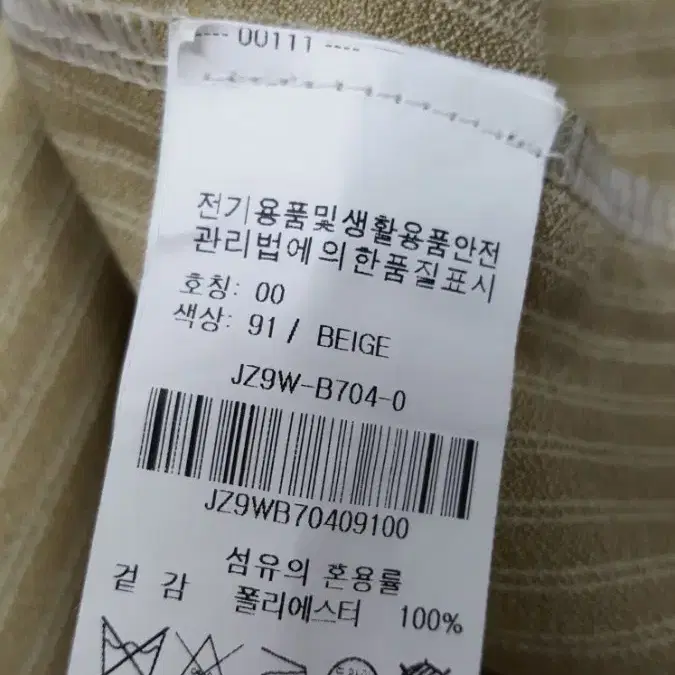 ---- 00111 ----
전기용품및생활용품안전
관리법에의한품질표시
호칭: 00
색상: 91 / BEIGE
JZ9W-B704-0
JZ9WB70409100
섬유의 혼용률
겉 감 폴리에스터 100%